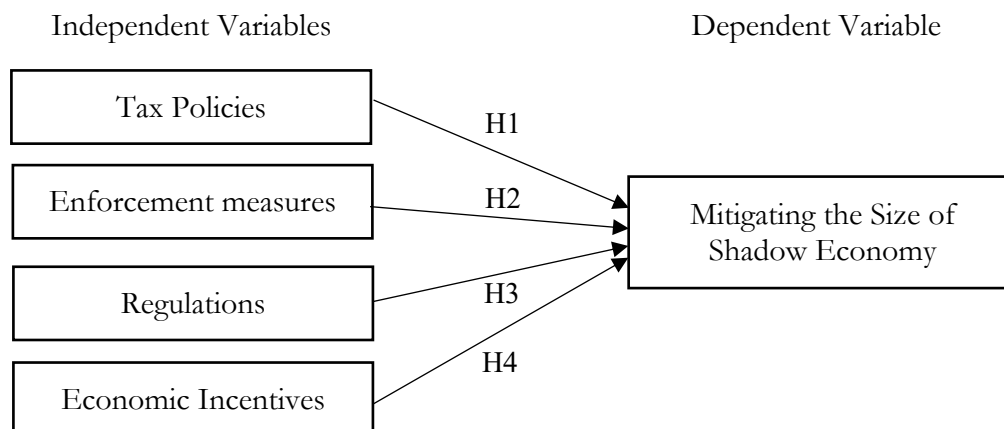 Independent Variables
Dependent Variable
Tax Policies
H1
Enforcement measures
H2
Mitigating the Size of
Shadow Economy
Regulations
H3
H4
Economic Incentives